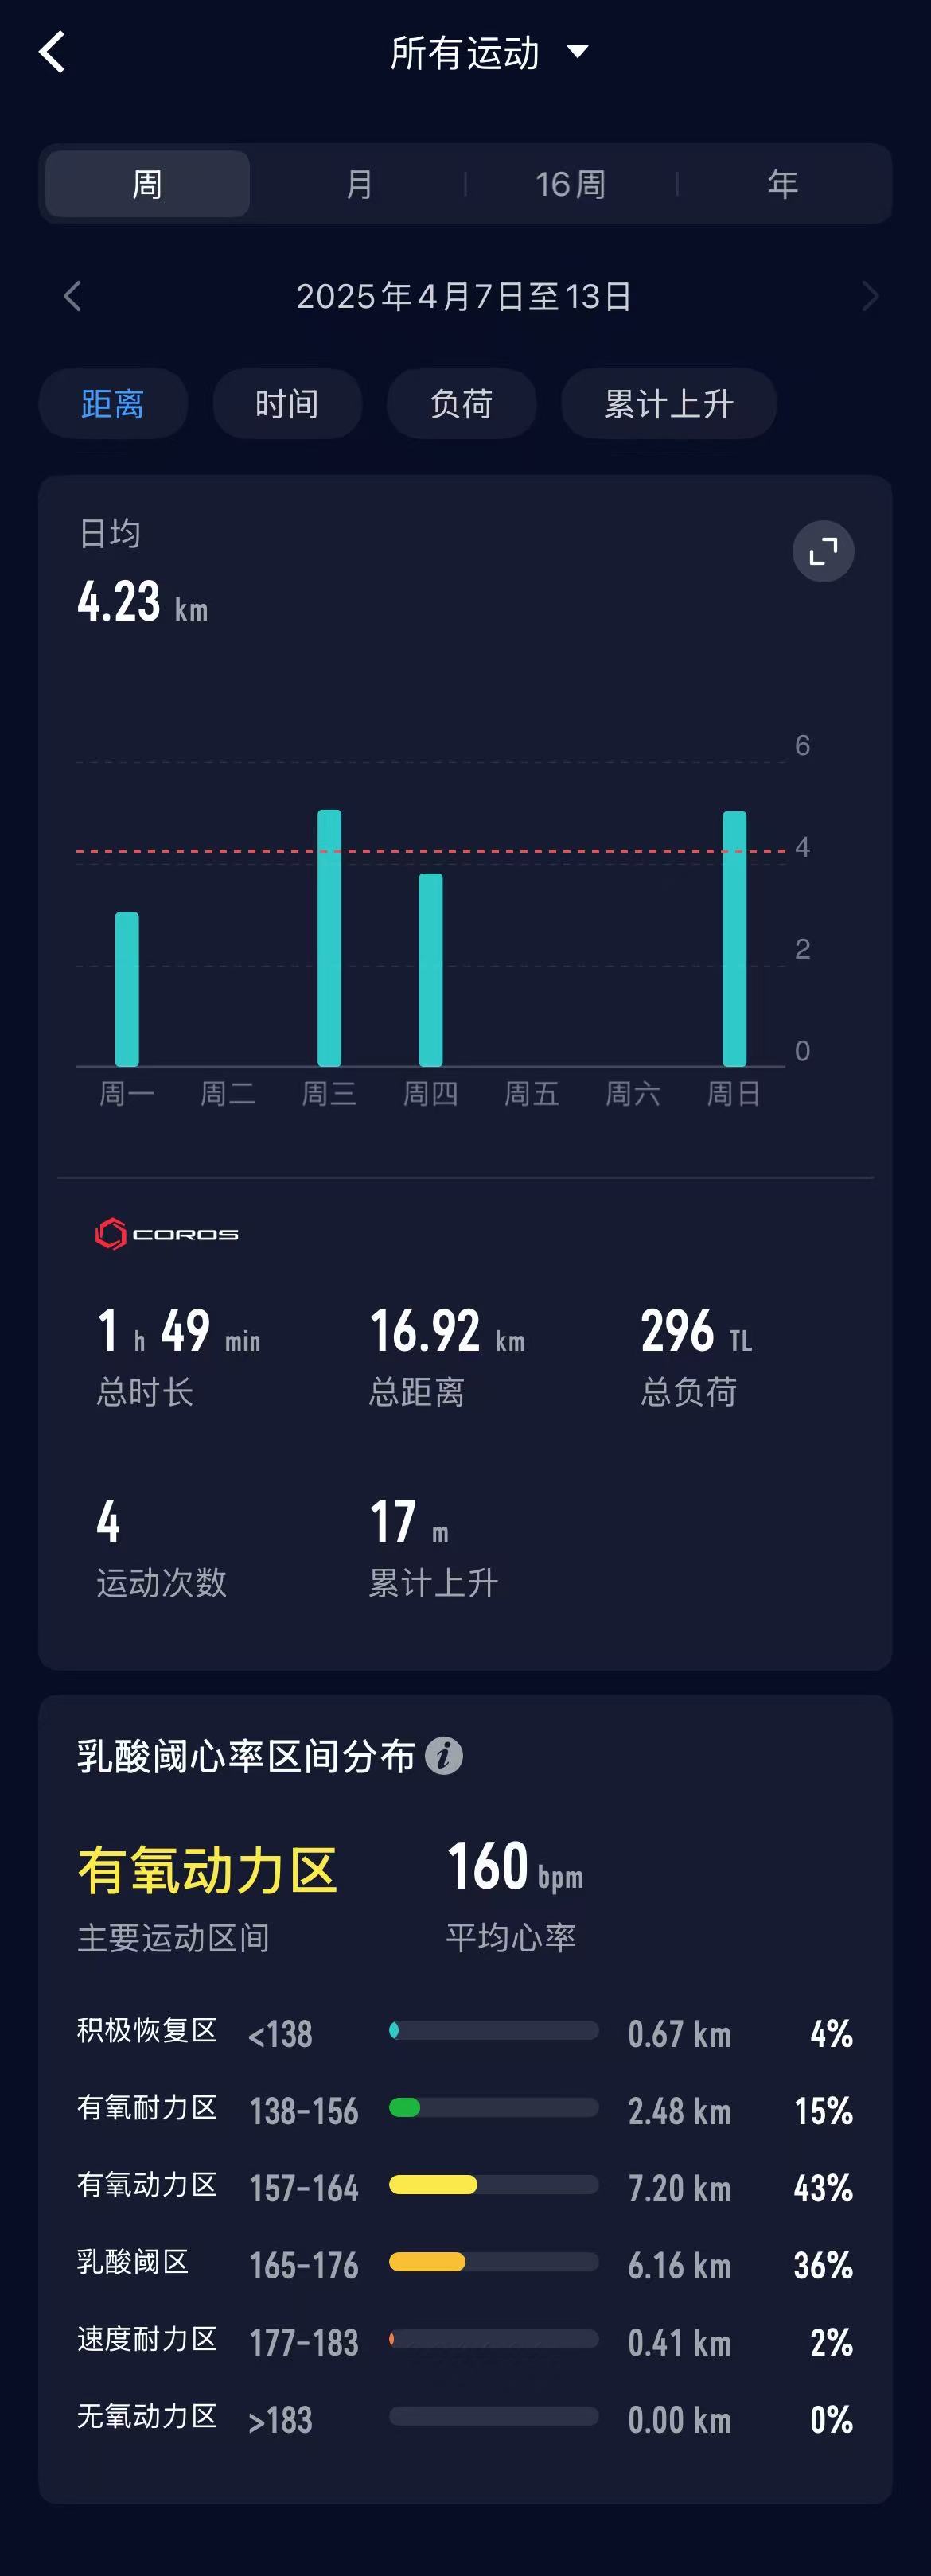 所有运动
周 月 16周 年
2025年4月7日至13日
距离 时间 负荷 累计上升
日均
4.23 km
6
4
2
0
周一 周二 周三 周四 周五 周六 周日
COROS
1 h 49 min 16.92 km 296 TL
总时长 总距离 总负荷
4 17 m
运动次数 累计上升
乳酸阈心率区间分布 i
有氧动力区 160 bpm
主要运动区间 平均心率
积极恢复区 <138 0.67 km 4%
有氧耐力区 138-156 2.48 km 15%
有氧动力区 157-164 7.20 km 43%
乳酸阈区 165-176 6.16 km 36%
速度耐力区 177-183 0.41 km 2%
无氧动力区 >183 0.00 km 0%